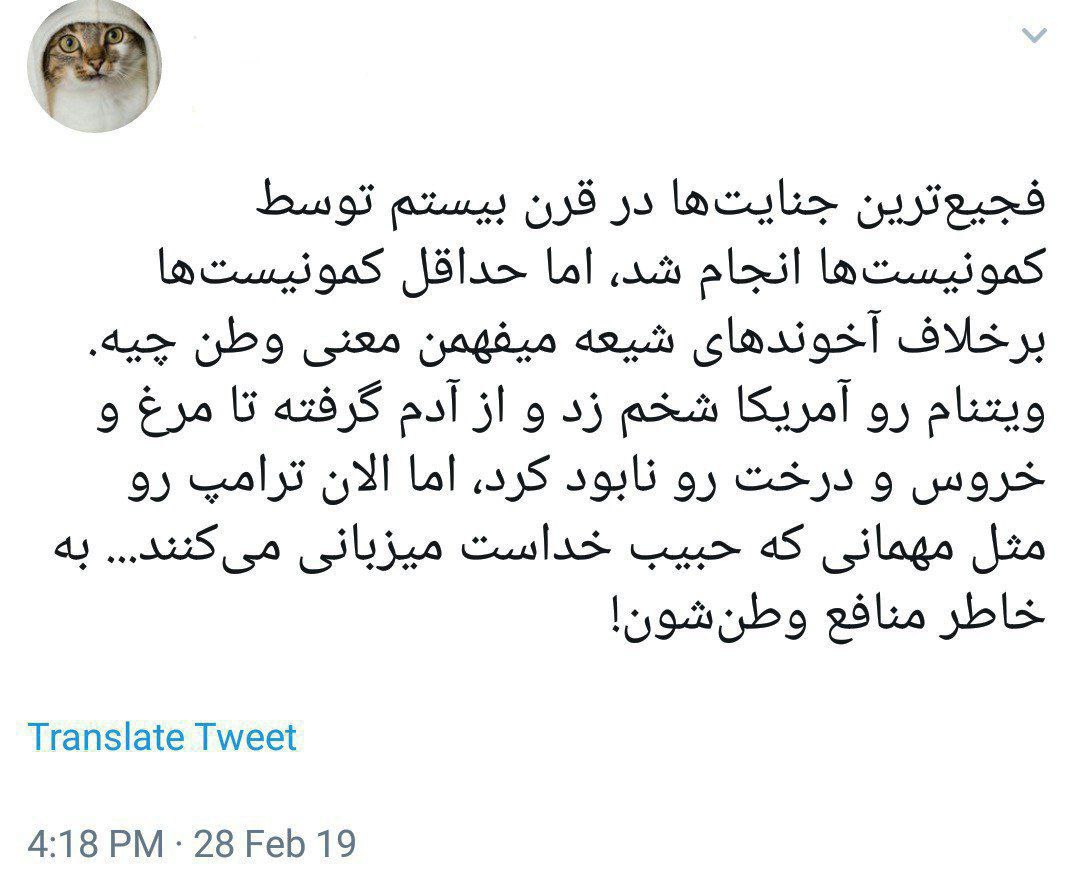 فجیع‌ترین جنایت‌ها در قرن بیستم توسط
کمونیست‌ها انجام شد، اما حداقل کمونیست‌ها
برخلاف آخوندهای شیعه میفهمن معنی وطن چیه.
ویتنام رو آمریکا شخم زد و از آدم گرفته تا مرغ و
خروس و درخت رو نابود کرد، اما الان ترامپ رو
مثل مهمانی که حبیب خداست میزبانی می‌کنند... به
خاطر منافع وطن‌شون!
Translate Tweet
4:18 PM · 28 Feb 19